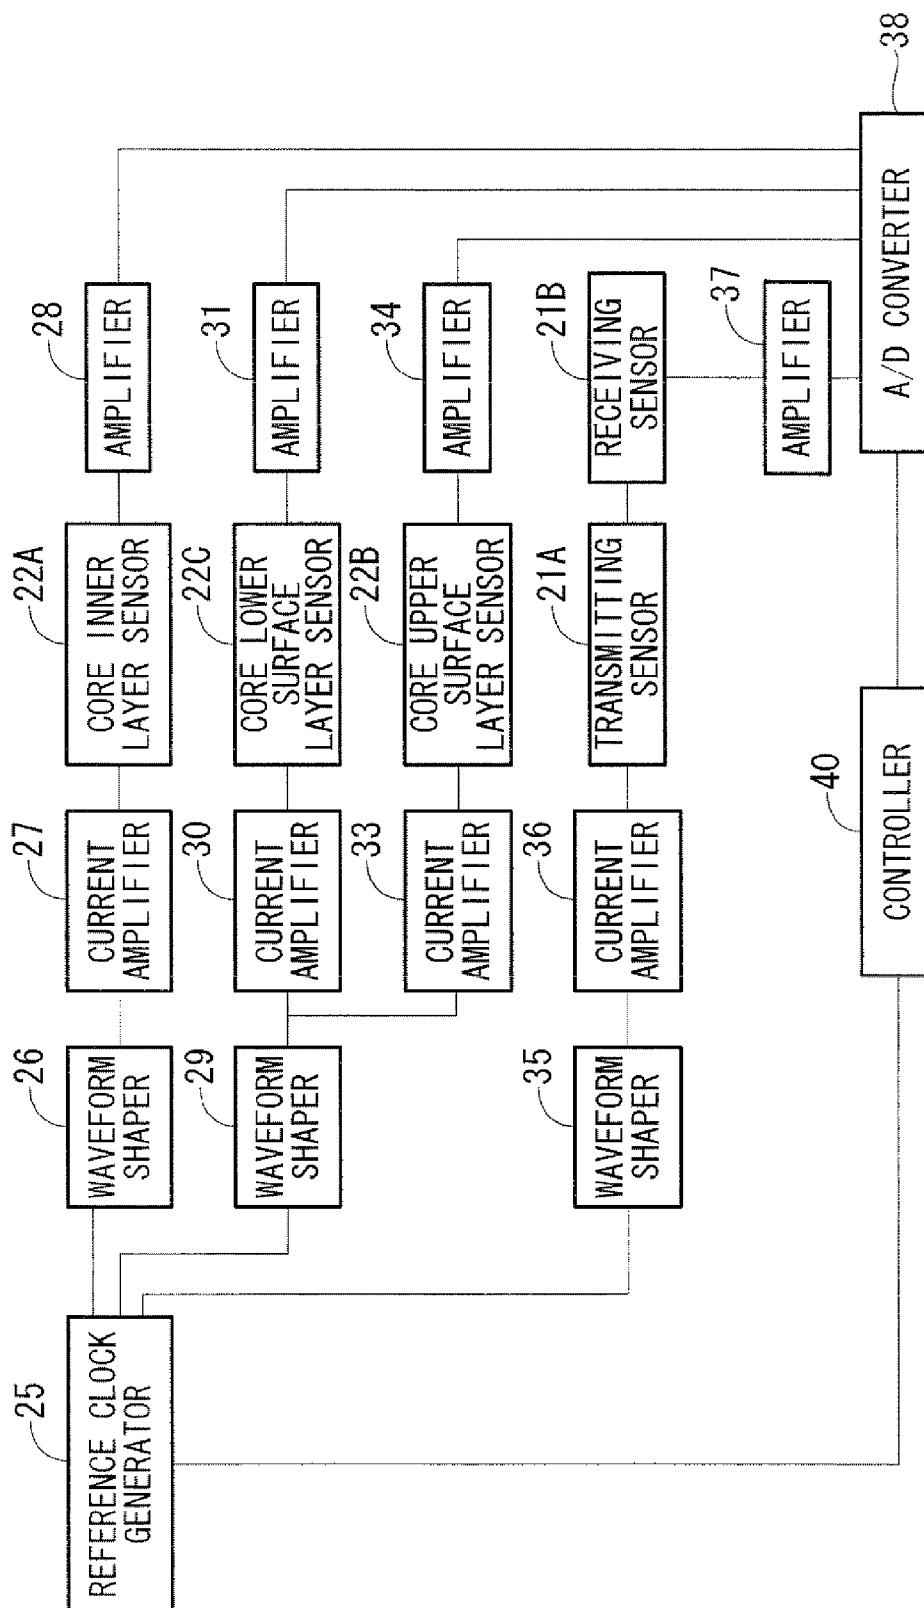 25
REFERENCE CLOCK
GENERATOR
26
WAVEFORM
SHAPER
27
CURRENT
AMPLIFIER
22A
CORE INNER
LAYER SENSOR
28
AMPLIFIER
29
WAVEFORM
SHAPER
30
CURRENT
AMPLIFIER
22C
CORE LOWER
SURFACE
LAYER SENSOR
31
AMPLIFIER
33
CURRENT
AMPLIFIER
22B
CORE UPPER
SURFACE
LAYER SENSOR
34
AMPLIFIER
35
WAVEFORM
SHAPER
36
CURRENT
AMPLIFIER
21A
TRANSMITTING
SENSOR
21B
RECEIVING
SENSOR
37
AMPLIFIER
40
CONTROLLER
38
A/D CONVERTER